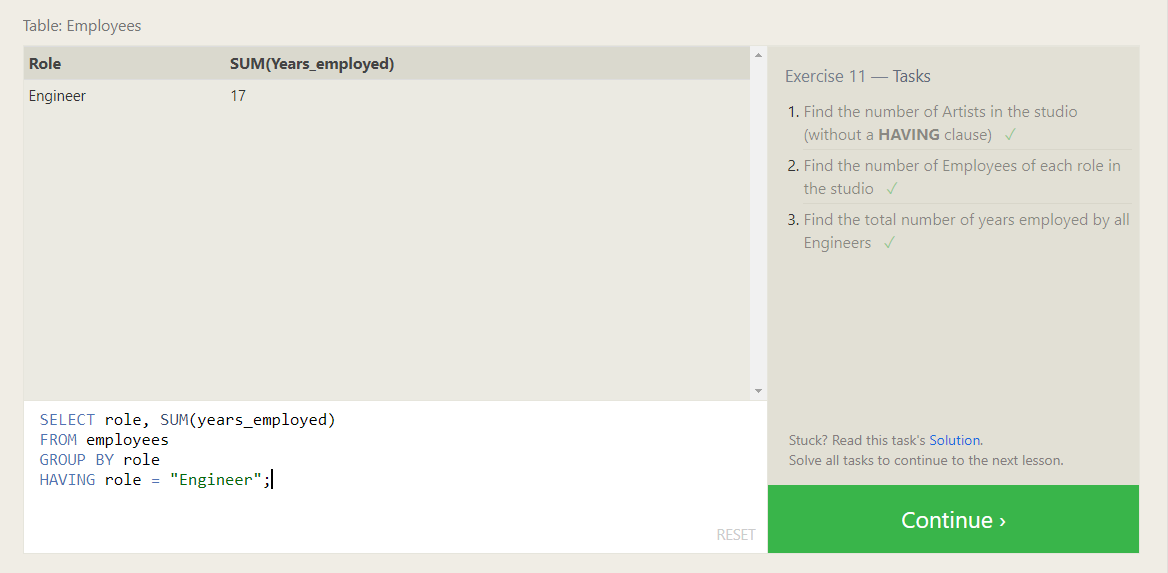 Table: Employees
Role SUM(Years_employed)
Engineer 17
SELECT role, SUM(years_employed)
FROM employees
GROUP BY role
HAVING role = "Engineer";
RESET
Exercise 11 — Tasks
1. Find the number of Artists in the studio
(without a HAVING clause) ✓
2. Find the number of Employees of each role in
the studio ✓
3. Find the total number of years employed by all
Engineers ✓
Stuck? Read this task's Solution.
Solve all tasks to continue to the next lesson.
Continue ›